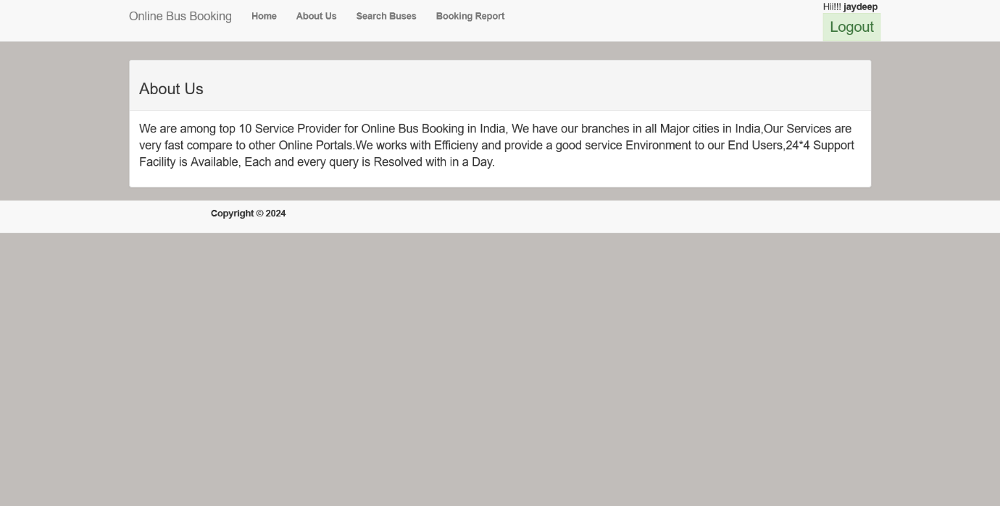 Online Bus Booking Home About Us Search Buses Booking Report
Hii!!! jaydeep
Logout
About Us
We are among top 10 Service Provider for Online Bus Booking in India, We have our branches in all Major cities in India,Our Services are
very fast compare to other Online Portals.We works with Efficieny and provide a good service Environment to our End Users,24*4 Support
Facility is Available, Each and every query is Resolved with in a Day.
Copyright © 2024